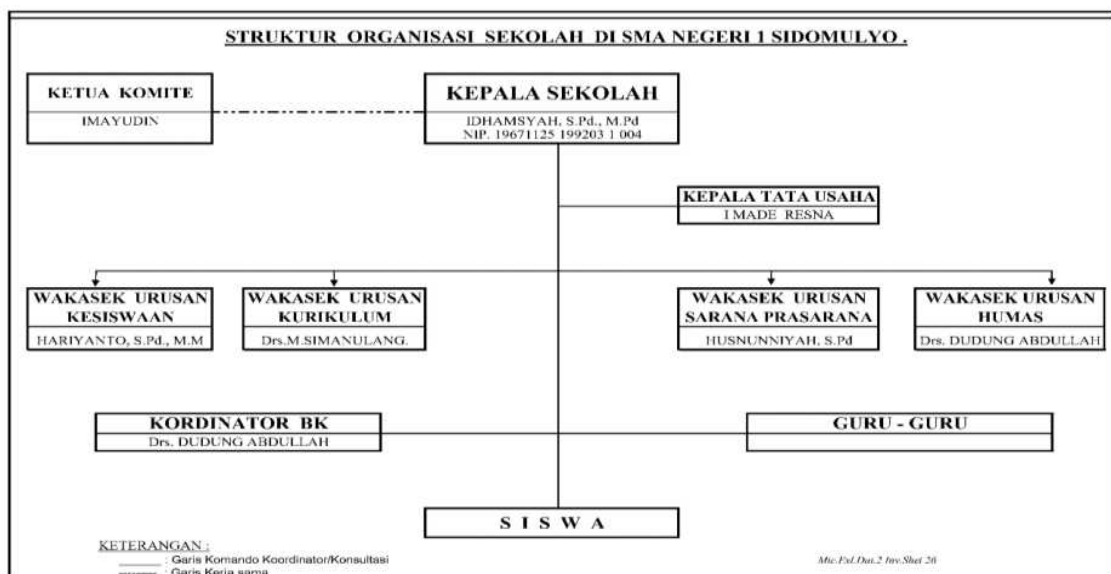 STRUKTUR ORGANISASI SEKOLAH DI SMA NEGERI 1 SIDOMULYO .
KETUA KOMITE
IMAYUDIN
KEPALA SEKOLAH
IDHAMSYAH, S.Pd., M.Pd
NIP. 19671125 199203 1 004
KEPALA TATA USAHA
I MADE RESNA
WAKASEK URUSAN
KESISWAAN
HARIYANTO, S.Pd., M.M
WAKASEK URUSAN
KURIKULUM
Drs.M.SIMANULANG.
WAKASEK URUSAN
SARANA PRASARANA
HUSNUNNIYAH, S.Pd
WAKASEK URUSAN
HUMAS
Drs. DUDUNG ABDULLAH
KORDINATOR BK
Drs. DUDUNG ABDULLAH
GURU - GURU
S I S W A
KETERANGAN :
: Garis Komando Koordinator/Konsultasi
: Garis Kerja sama